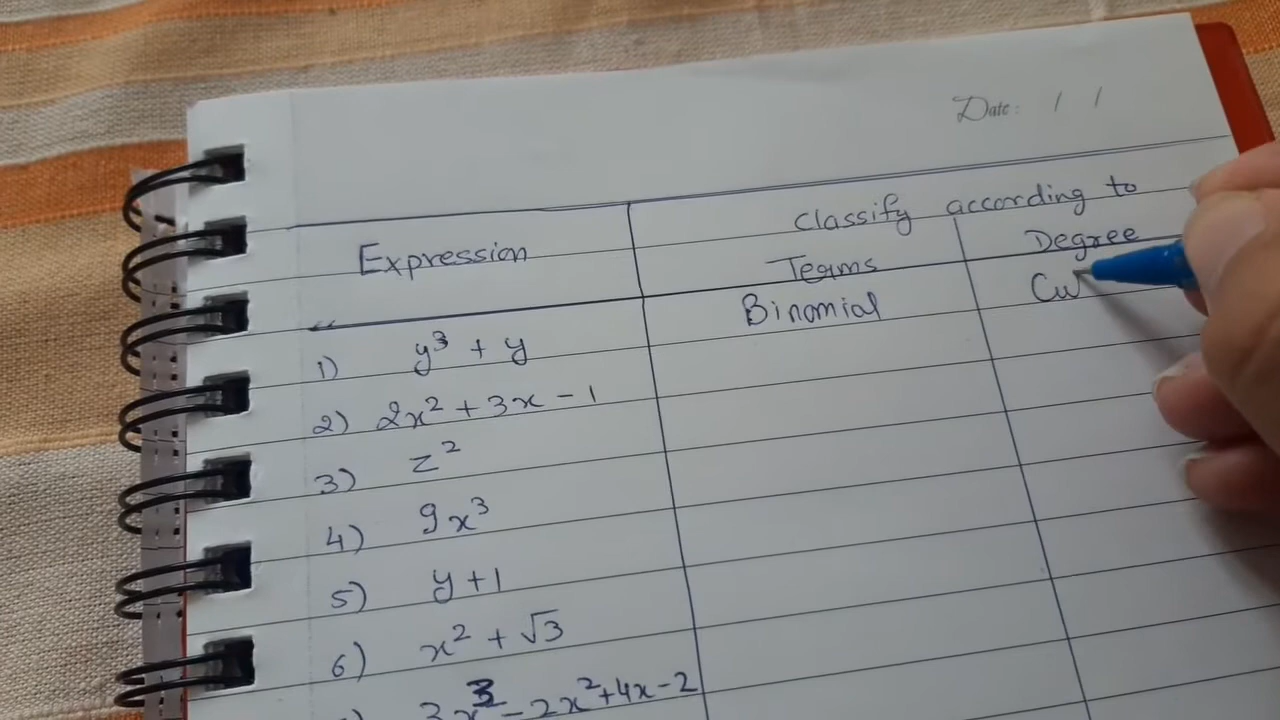 Date: / /
Classify according to
Expression Terms Degree
Binomial Cu
1) y³ + y
2) 2x² + 3x - 1
3) z²
4) 9x³
5) y + 1
6) x² + √3
3x³ - 2x² + 4x - 2